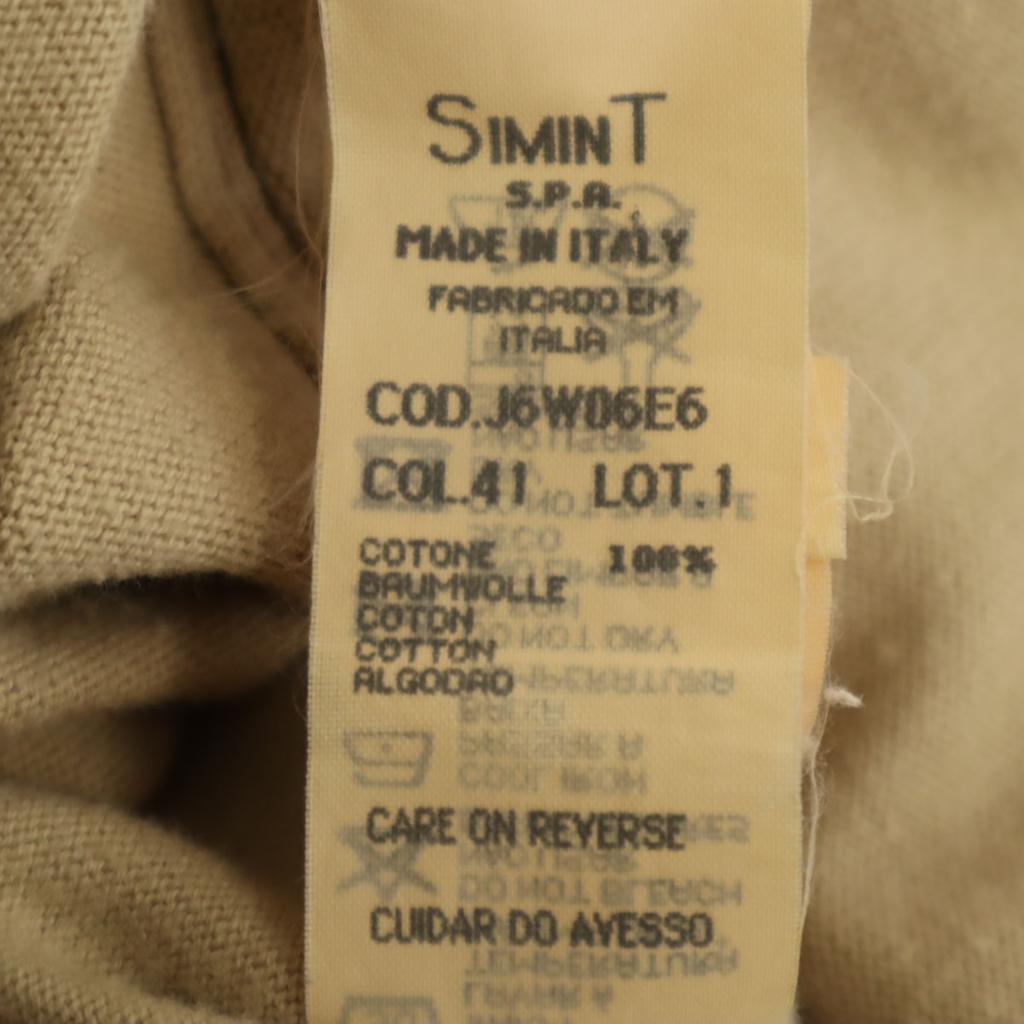 SIMINT
S.P.A.
MADE IN ITALY
FABRICADO EM
ITALIA
COD.J6W06E6
COL.41 LOT.1
COTONE 100%
BAUMWOLLE
COTON
COTTON
ALGODAO
CARE ON REVERSE
CUIDAR DO AVESSO